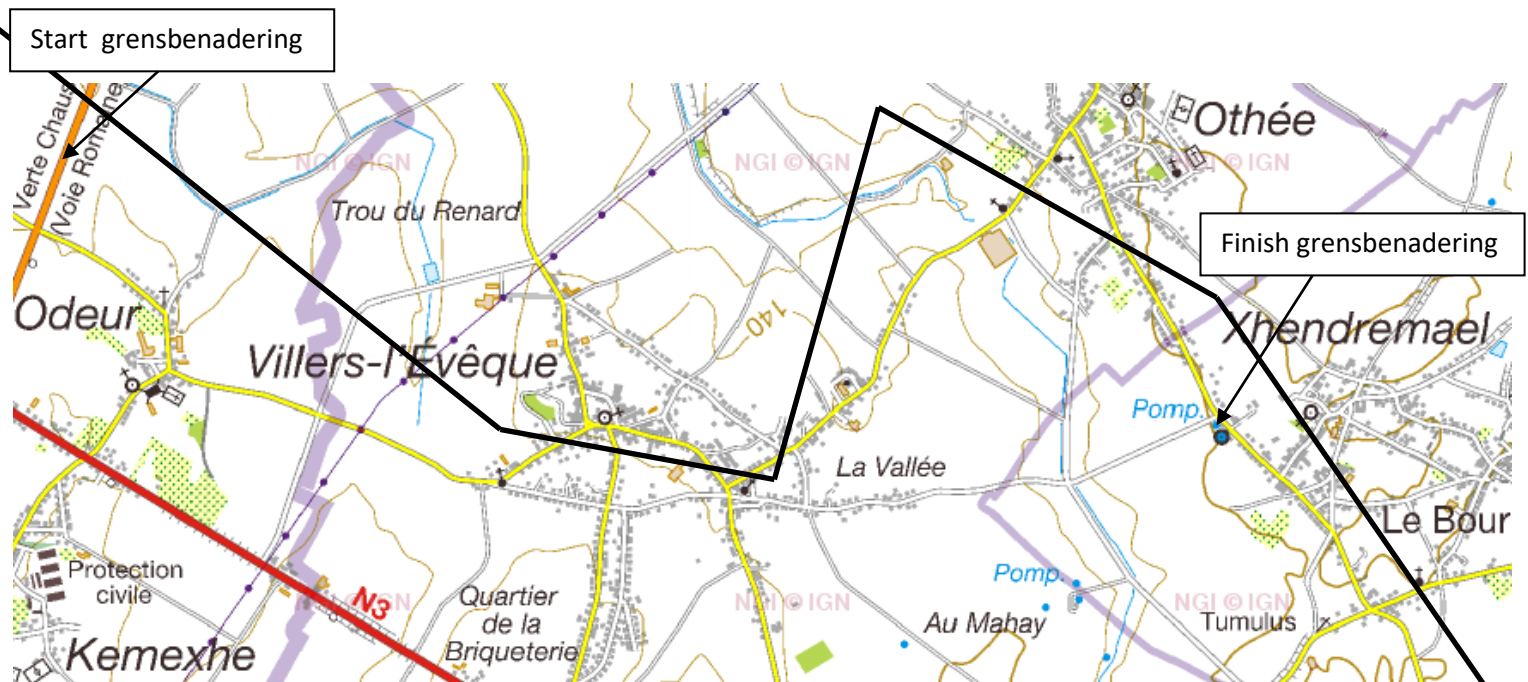 Start grensbenadering
Verte Chaus
(Voie Romaine
NGI © IGN
NGI © IGN
Othée
NGI © IGN
Trou du Renard
Finish grensbenadering
Odeur
140
Xhendremael
Villers-l'Évêque
Pomp.
La Vallée
Le Bour
Protection
civile
N3
NGI © IGN
Quartier
de la
Briqueterie
NGI © IGN
Pomp.
Au Mahay
NGI © IGN
Tumulus
Kemexhe